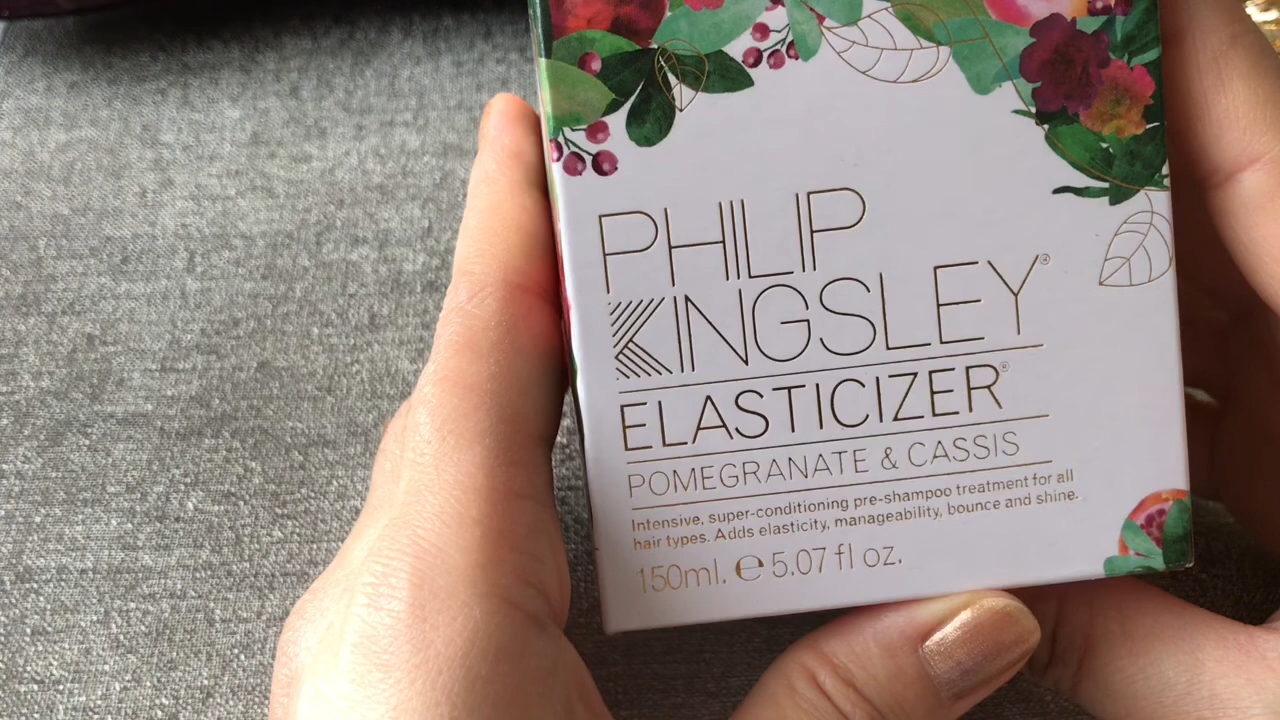 PHILIP
KINGSLEY®
ELASTICIZER®
POMEGRANATE & CASSIS
Intensive, super-conditioning pre-shampoo treatment for all
hair types. Adds elasticity, manageability, bounce and shine.
150ml. ℮ 5.07 fl oz.